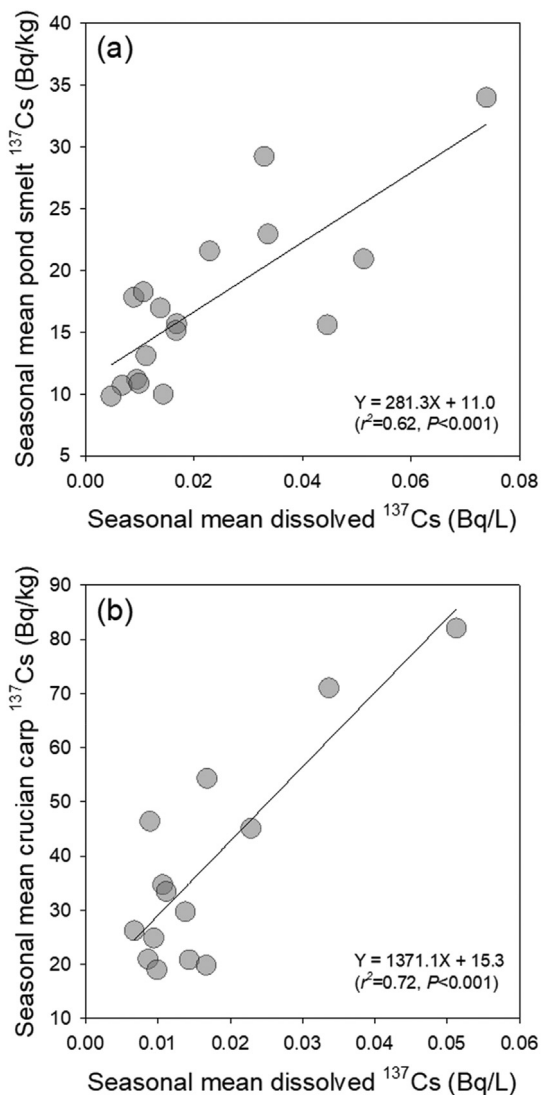 (a)
Seasonal mean pond smelt ¹³⁷Cs (Bq/kg)
40
35
30
25
20
15
10
5
Y = 281.3X + 11.0
(r²=0.62, P<0.001)
0.00 0.02 0.04 0.06 0.08
Seasonal mean dissolved ¹³⁷Cs (Bq/L)
(b)
Seasonal mean crucian carp ¹³⁷Cs (Bq/kg)
90
80
70
60
50
40
30
20
10
Y = 1371.1X + 15.3
(r²=0.72, P<0.001)
0.00 0.01 0.02 0.03 0.04 0.05 0.06
Seasonal mean dissolved ¹³⁷Cs (Bq/L)